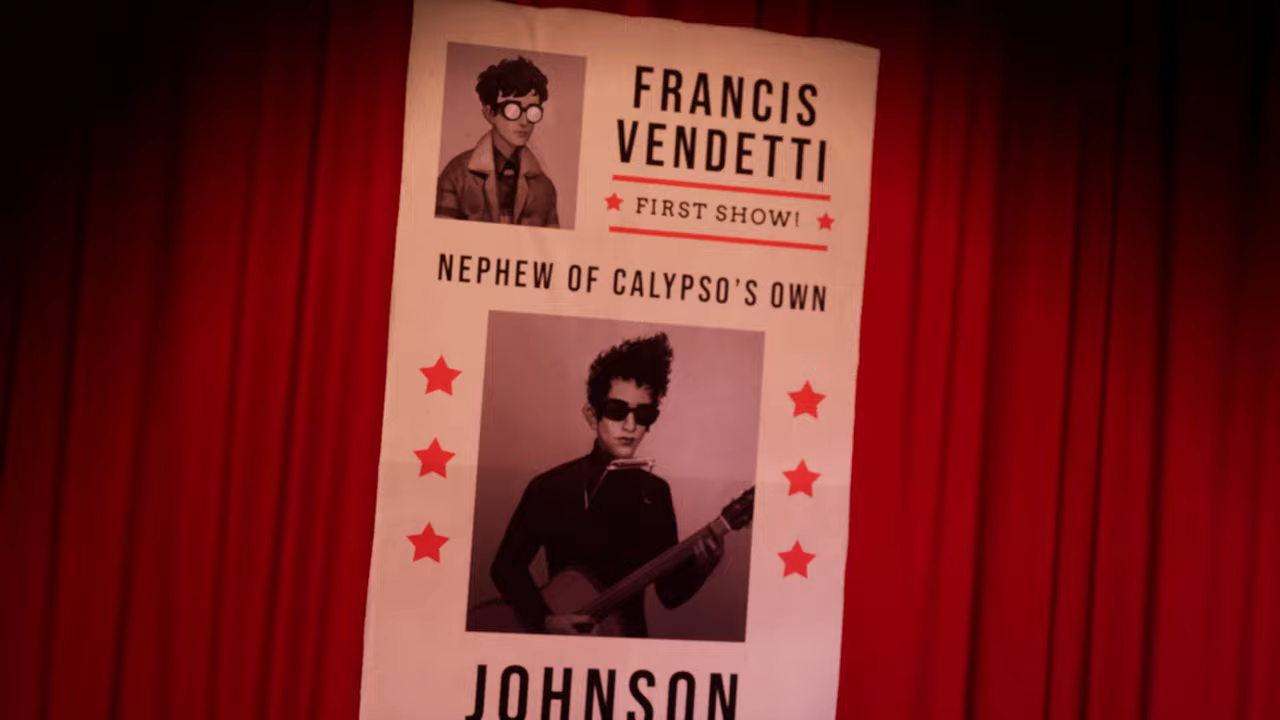 FRANCIS
VENDETTI
FIRST SHOW!
NEPHEW OF CALYPSO'S OWN
JOHNSON